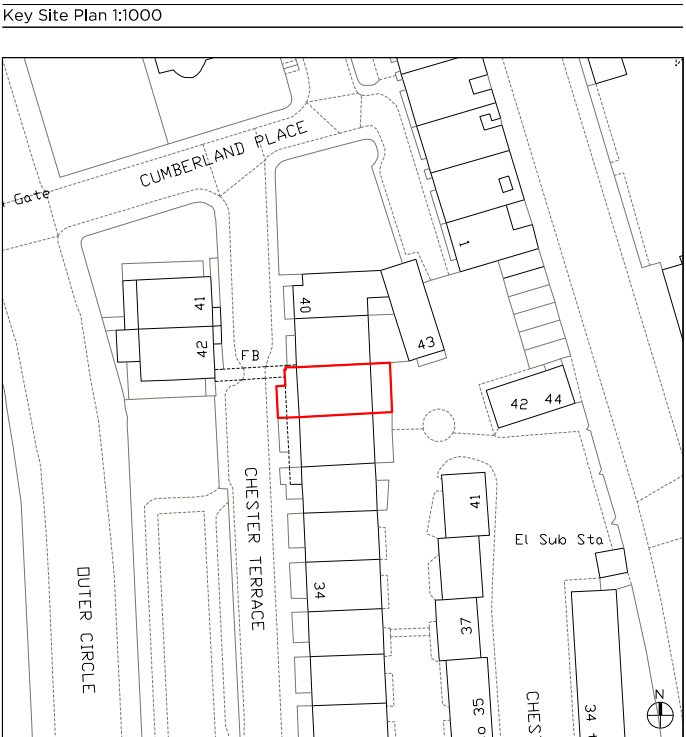 Key Site Plan 1:1000
CUMBERLAND PLACE
Gate
1
41
40
42
FB
43
42 44
CHESTER TERRACE
41
El Sub Sta
OUTER CIRCLE
34
37
35
CHES
34
N